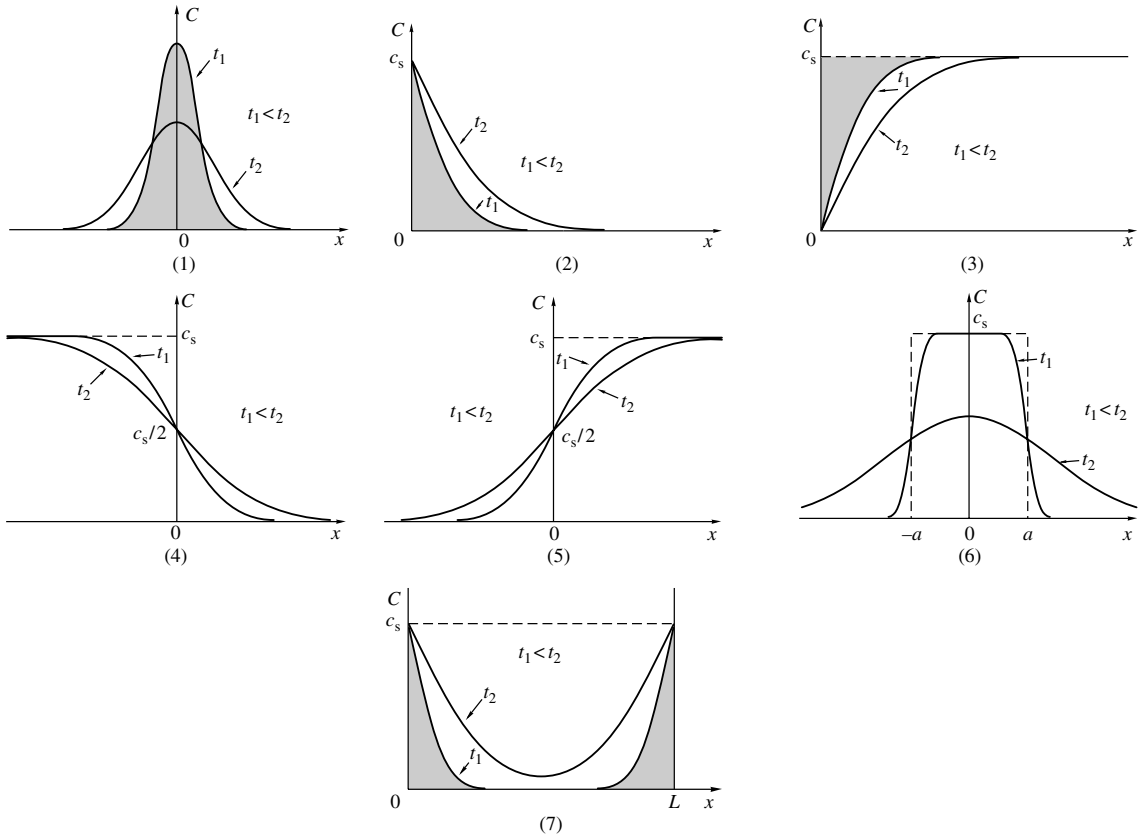 C
t1
t1 < t2
t2
0
x
(1)
C
cs
t2
t1 < t2
t1
0
x
(2)
C
cs
t1
t2
t1 < t2
0
x
(3)
C
cs
t1
t2
t1 < t2
cs/2
0
x
(4)
C
cs
t1
t1 < t2
t2
cs/2
0
x
(5)
C
cs
t1
t1 < t2
t2
−a
0
a
x
(6)
C
cs
t1 < t2
t2
t1
0
L
x
(7)